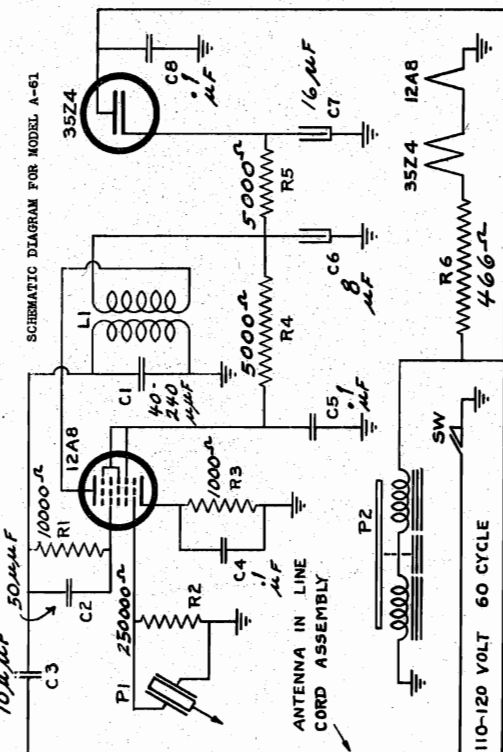 SCHEMATIC DIAGRAM FOR MODEL A-61
10μμF
C3
50μμF
C2
10000Ω
R1
12A8
C1
40-
240
μμF
L1
35Z4
C8
.1
μF
P1
250000Ω
R2
C4
.1
μF
1000Ω
R3
C5
.1
μF
5000Ω
R4
C6
8
μF
5000Ω
R5
16μF
C7
ANTENNA IN LINE
CORD ASSEMBLY
P2
SW
R6
466Ω
35Z4
12A8
110-120 VOLT 60 CYCLE